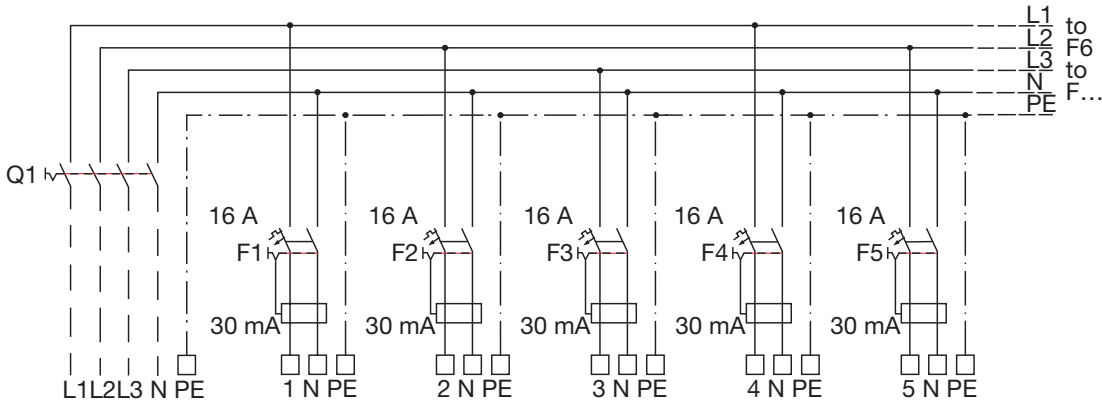 L1 to
L2 F6
L3 to
N F...
PE
Q1
16 A 16 A 16 A 16 A 16 A
F1 F2 F3 F4 F5
30 mA 30 mA 30 mA 30 mA 30 mA
L1 L2 L3 N PE 1 N PE 2 N PE 3 N PE 4 N PE 5 N PE